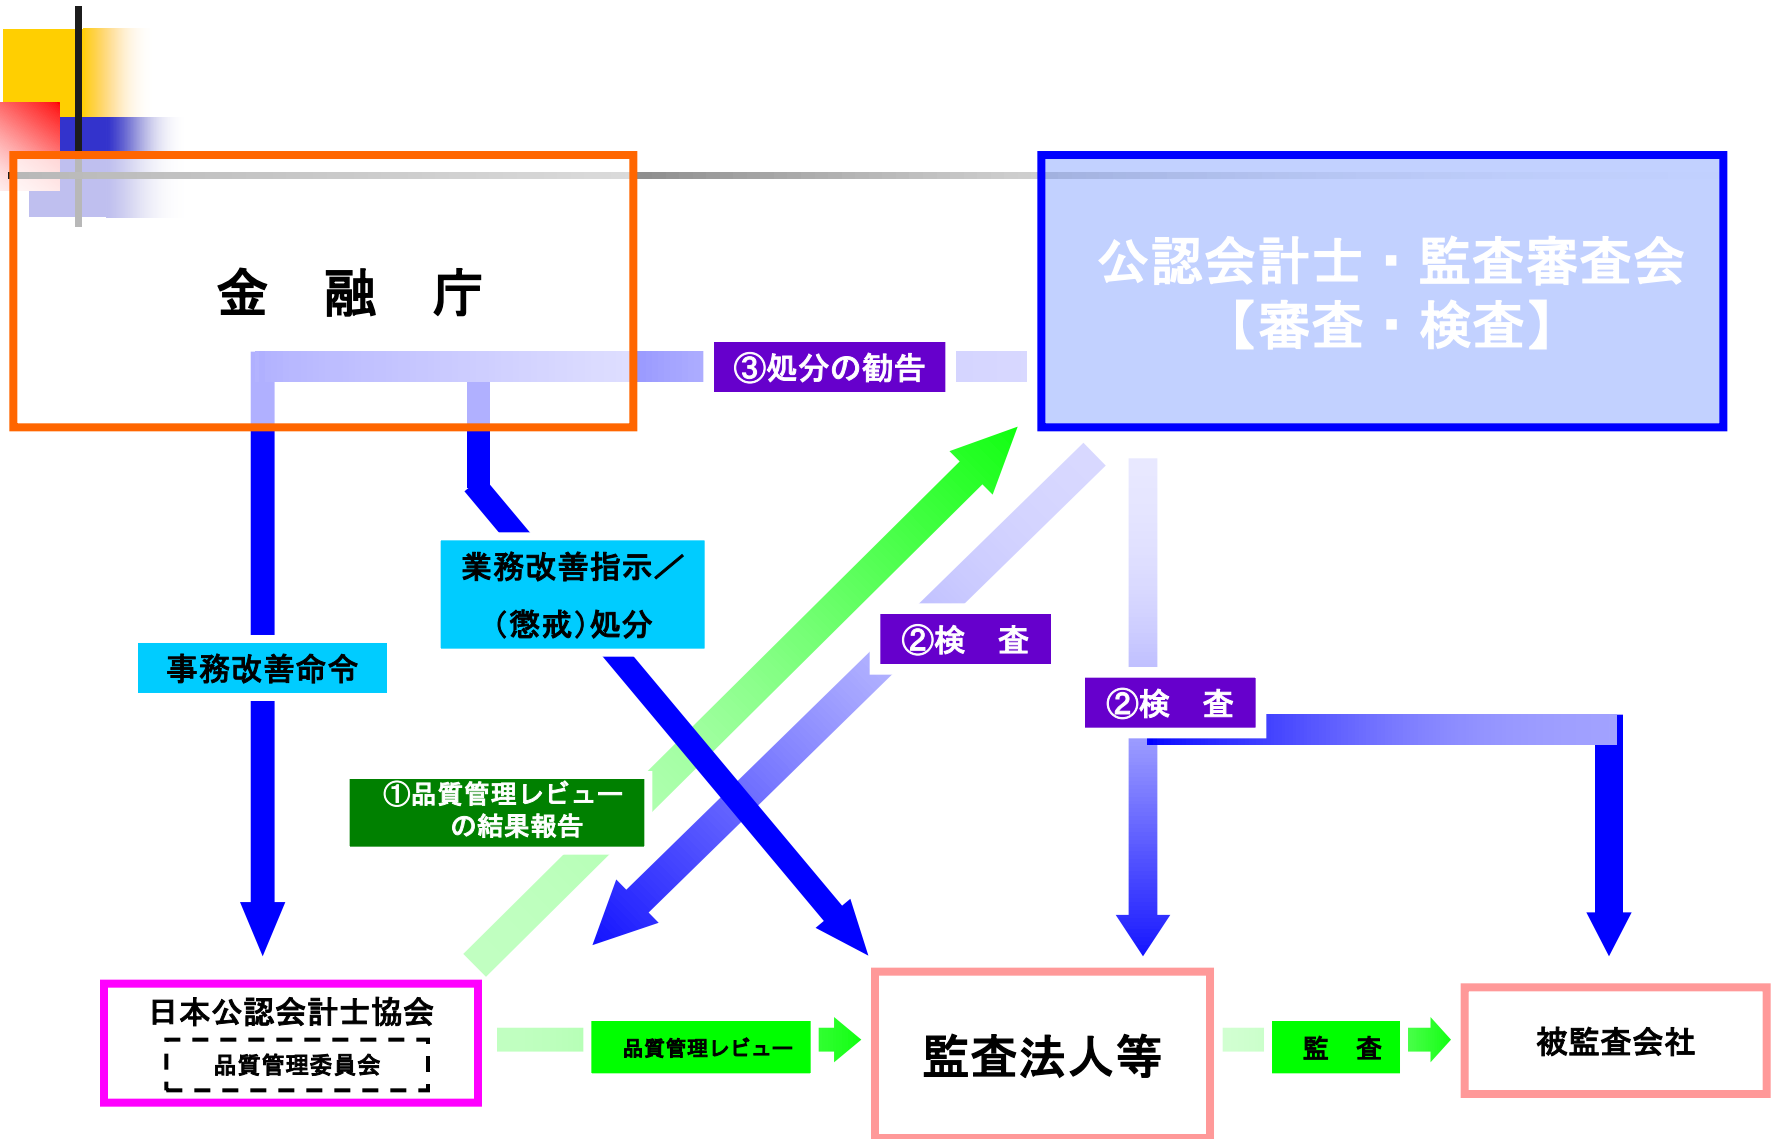 金　融　庁
公認会計士・監査審査会
【審査・検査】
③処分の勧告
業務改善指示／
（懲戒）処分
②検　査
事務改善命令
②検　査
①品質管理レビュー
の結果報告
日本公認会計士協会
品質管理委員会
品質管理レビュー
監査法人等
監　査
被監査会社